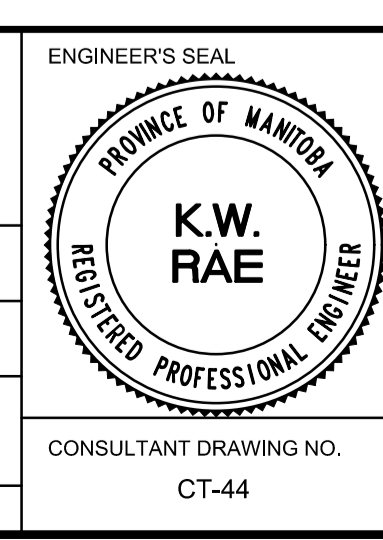 ENGINEER'S SEAL
PROVINCE OF MANITOBA
K.W.
RAE
REGISTERED PROFESSIONAL ENGINEER
CONSULTANT DRAWING NO.
CT-44